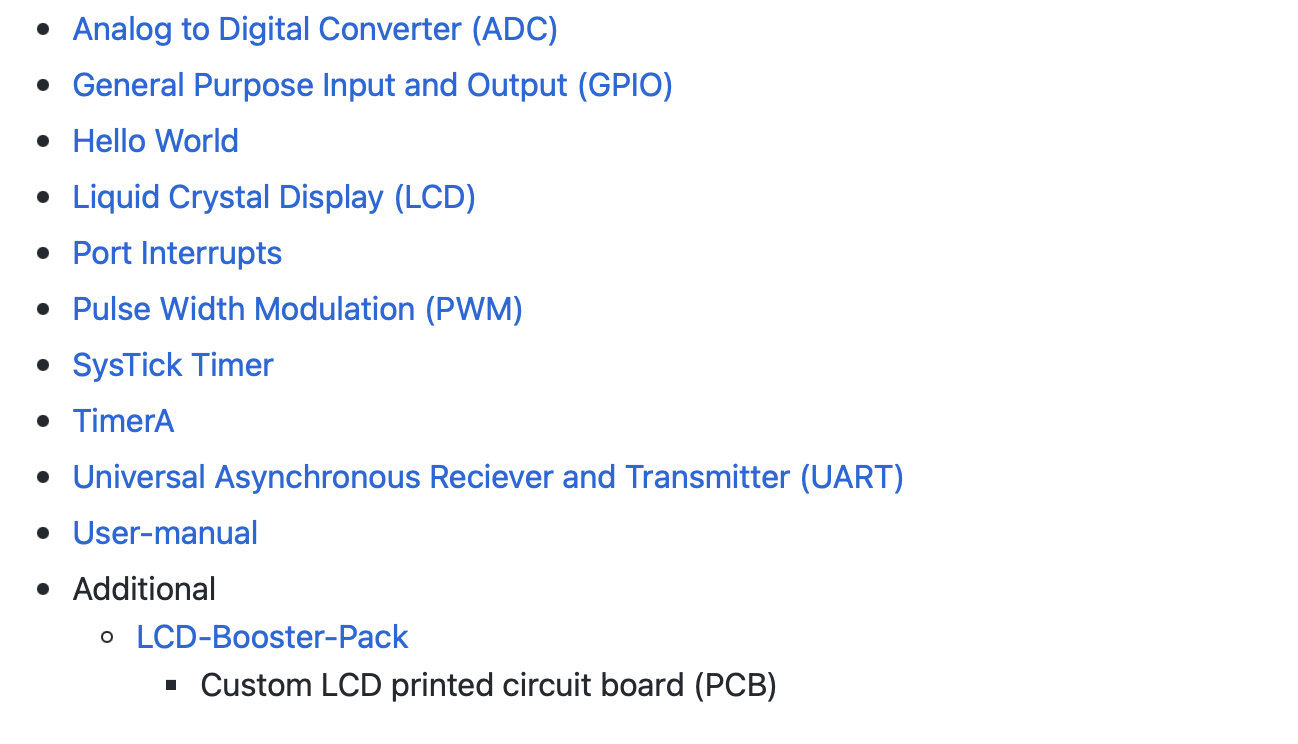 Analog to Digital Converter (ADC)
General Purpose Input and Output (GPIO)
Hello World
Liquid Crystal Display (LCD)
Port Interrupts
Pulse Width Modulation (PWM)
SysTick Timer
TimerA
Universal Asynchronous Reciever and Transmitter (UART)
User-manual
Additional
LCD-Booster-Pack
Custom LCD printed circuit board (PCB)